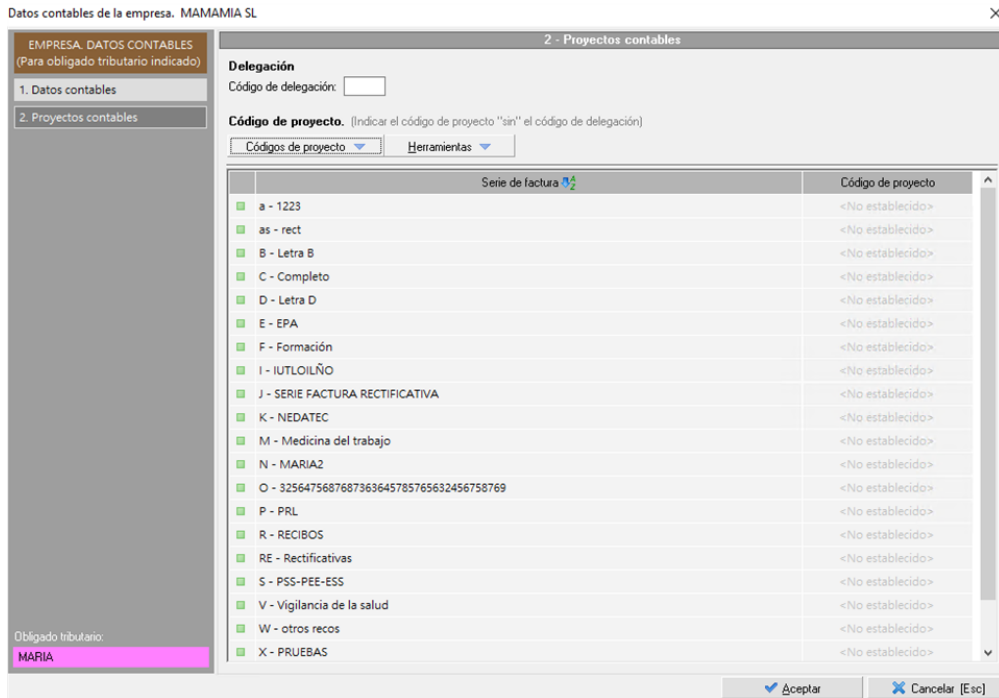 Datos contables de la empresa. MAMAMIA SL
EMPRESA. DATOS CONTABLES
(Para obligado tributario indicado)
1. Datos contables
2. Proyectos contables
Obligado tributario:
MARIA
2 - Proyectos contables
Delegación
Código de delegación:
Código de proyecto. (Indicar el código de proyecto "sin" el código de delegación)
Códigos de proyecto Herramientas
Serie de factura Código de proyecto
a - 1223 <No establecido>
as - rect <No establecido>
B - Letra B <No establecido>
C - Completo <No establecido>
D - Letra D <No establecido>
E - EPA <No establecido>
F - Formación <No establecido>
I - IUTLOILÑO <No establecido>
J - SERIE FACTURA RECTIFICATIVA <No establecido>
K - NEDATEC <No establecido>
M - Medicina del trabajo <No establecido>
N - MARIA2 <No establecido>
O - 3256475687687363645785765632456758769 <No establecido>
P - PRL <No establecido>
R - RECIBOS <No establecido>
RE - Rectificativas <No establecido>
S - PSS-PEE-ESS <No establecido>
V - Vigilancia de la salud <No establecido>
W - otros recos <No establecido>
X - PRUEBAS <No establecido>
Aceptar Cancelar [Esc]